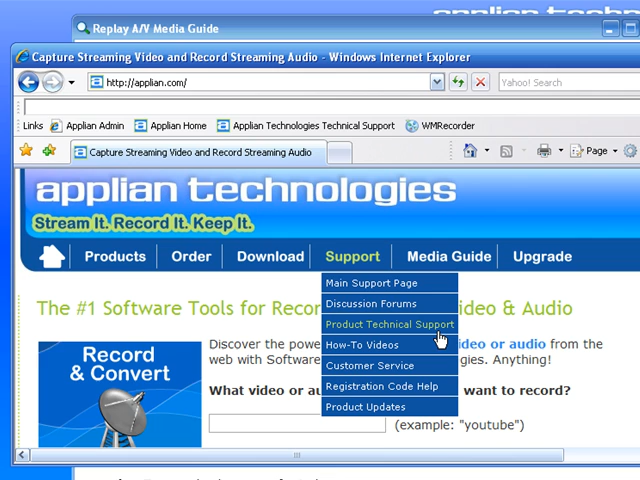 applian techno
Replay A/V Media Guide
Capture Streaming Video and Record Streaming Audio - Windows Internet Explorer
http://applian.com/
Yahoo! Search
Links Applian Admin Applian Home Applian Technologies Technical Support WMRecorder
Capture Streaming Video and Record Streaming Audio
Page
applian technologies
Stream It. Record It. Keep It.
Products Order Download Support Media Guide Upgrade
Main Support Page
Discussion Forums
Product Technical Support
How-To Videos
Customer Service
Registration Code Help
Product Updates
The #1 Software Tools for Recor ideo & Audio
Record
& Convert
Discover the powe video or audio from the
web with Software gies. Anything!
What video or au want to record?
(example: "youtube")